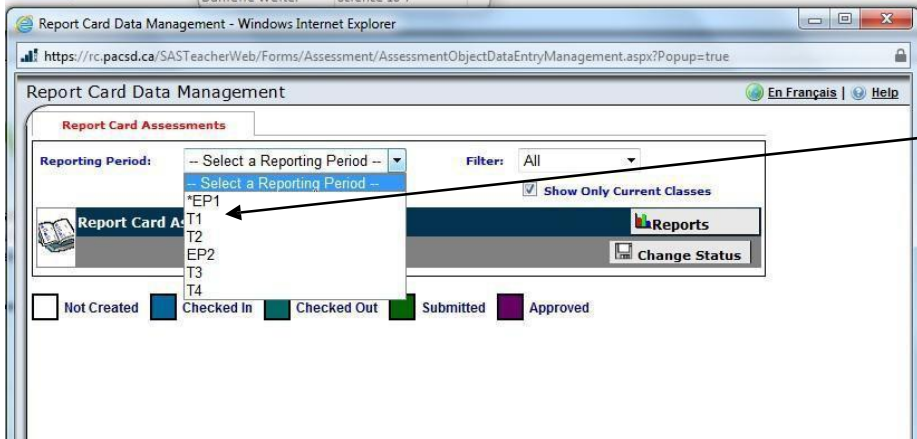 Report Card Data Management - Windows Internet Explorer
https://rc.pacsd.ca/SASTeacherWeb/Forms/Assessment/AssessmentObjectDataEntryManagement.aspx?Popup=true
Report Card Data Management En Français | Help
Report Card Assessments
Reporting Period: -- Select a Reporting Period -- Filter: All
-- Select a Reporting Period --
Show Only Current Classes
*EP1
T1
Report Card Reports
T2
EP2
Change Status
T3
T4
Not Created Checked In Checked Out Submitted Approved